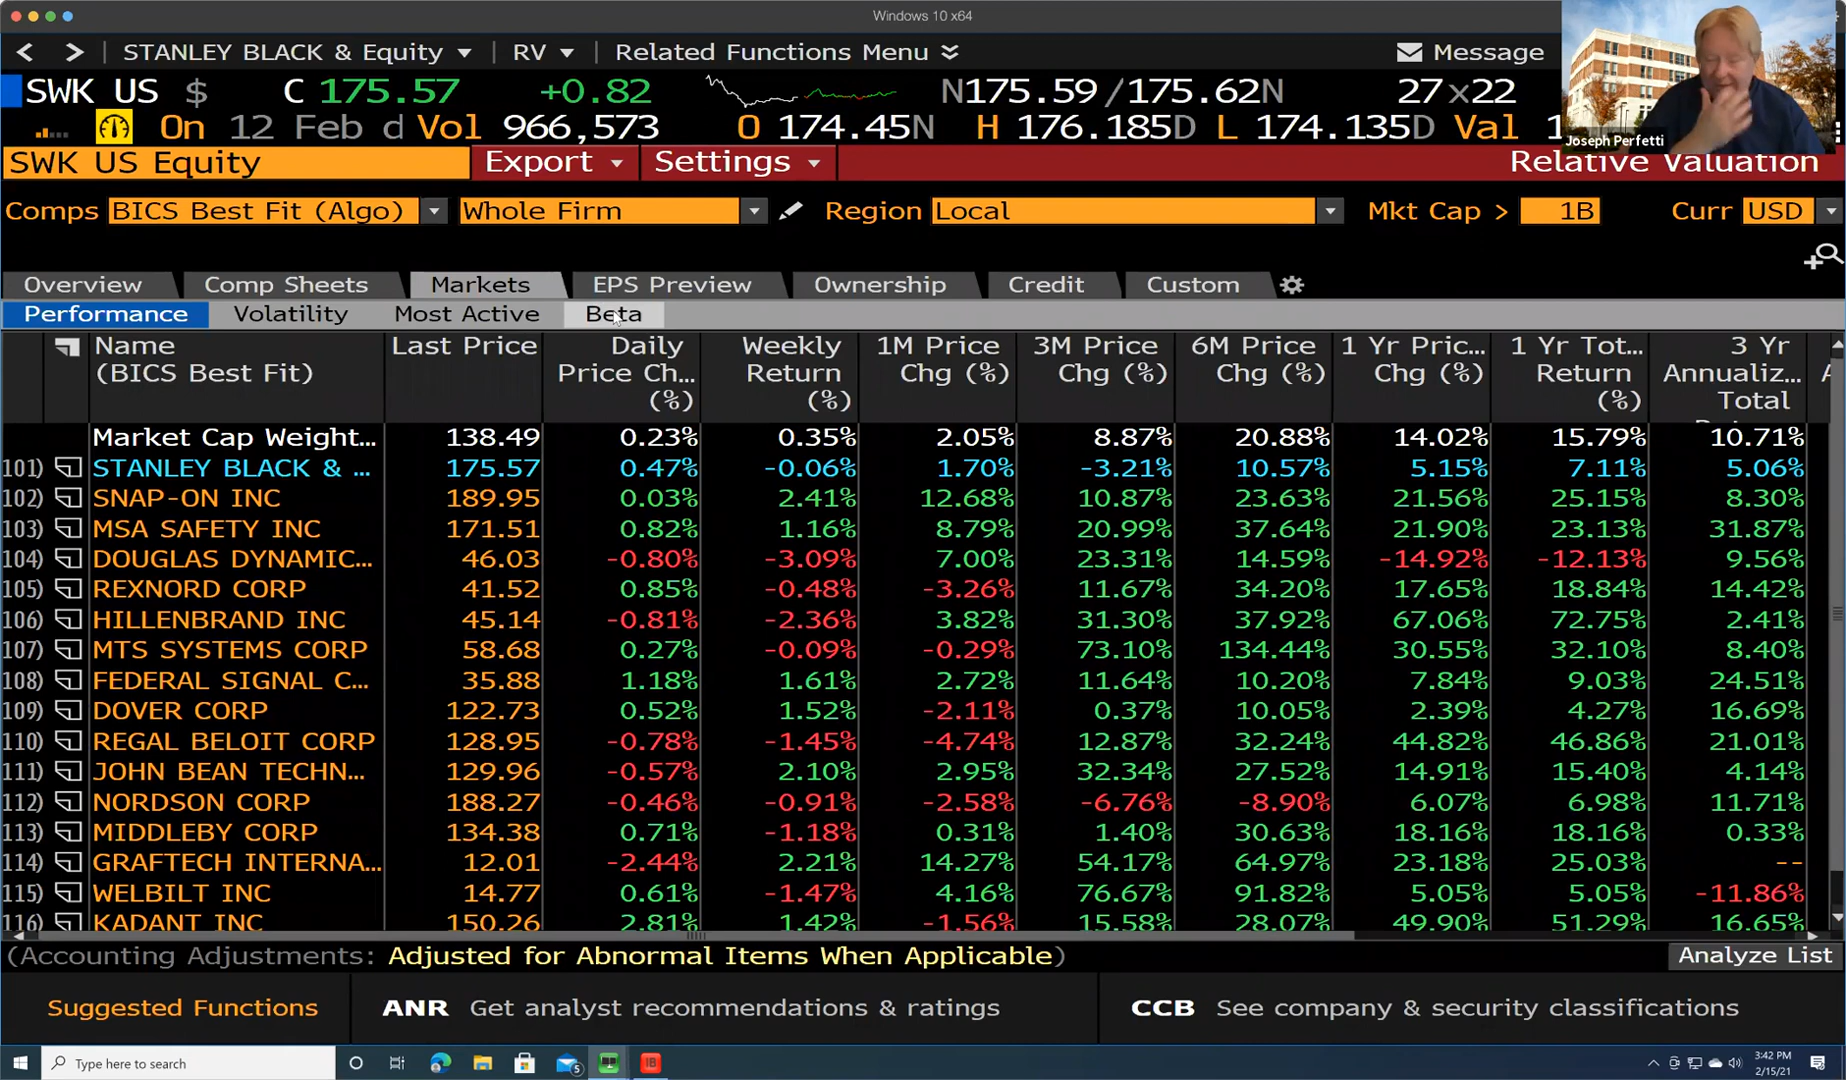 Windows 10 x64
STANLEY BLACK & Equity RV Related Functions Menu Message
SWK US $ C 175.57 +0.82 N175.59 /175.62N 27x22
On 12 Feb d Vol 966,573 O 174.45N H 176.185D L 174.135D Val 1
Joseph Perfetti
SWK US Equity Export Settings Relative Valuation
Comps BICS Best Fit (Algo) Whole Firm Region Local Mkt Cap > 1B Curr USD
Overview Comp Sheets Markets EPS Preview Ownership Credit Custom
Performance Volatility Most Active Beta
Name Last Price Daily Weekly 1M Price 3M Price 6M Price 1 Yr Pric... 1 Yr Tot... 3 Yr
(BICS Best Fit) Price Ch... Return Chg (%) Chg (%) Chg (%) Chg (%) Return Annualiz...
(%) (%) (%) Total
Market Cap Weight... 138.49 0.23% 0.35% 2.05% 8.87% 20.88% 14.02% 15.79% 10.71%
101) STANLEY BLACK & ... 175.57 0.47% -0.06% 1.70% -3.21% 10.57% 5.15% 7.11% 5.06%
102) SNAP-ON INC 189.95 0.03% 2.41% 12.68% 10.87% 23.63% 21.56% 25.15% 8.30%
103) MSA SAFETY INC 171.51 0.82% 1.16% 8.79% 20.99% 37.64% 21.90% 23.13% 31.87%
104) DOUGLAS DYNAMIC... 46.03 -0.80% -3.09% 7.00% 23.31% 14.59% -14.92% -12.13% 9.56%
105) REXNORD CORP 41.52 0.85% -0.48% -3.26% 11.67% 34.20% 17.65% 18.84% 14.42%
106) HILLENBRAND INC 45.14 -0.81% -2.36% 3.82% 31.30% 37.92% 67.06% 72.75% 2.41%
107) MTS SYSTEMS CORP 58.68 0.27% -0.09% -0.29% 73.10% 134.44% 30.55% 32.10% 8.40%
108) FEDERAL SIGNAL C... 35.88 1.18% 1.61% 2.72% 11.64% 10.20% 7.84% 9.03% 24.51%
109) DOVER CORP 122.73 0.52% 1.52% -2.11% 0.37% 10.05% 2.39% 4.27% 16.69%
110) REGAL BELOIT CORP 128.95 -0.78% -1.45% -4.74% 12.87% 32.24% 44.82% 46.86% 21.01%
111) JOHN BEAN TECHN... 129.96 -0.57% 2.10% 2.95% 32.34% 27.52% 14.91% 15.40% 4.14%
112) NORDSON CORP 188.27 -0.46% -0.91% -2.58% -6.76% -8.90% 6.07% 6.98% 11.71%
113) MIDDLEBY CORP 134.38 0.71% -1.18% 0.31% 1.40% 30.63% 18.16% 18.16% 0.33%
114) GRAFTECH INTERNA... 12.01 -2.44% 2.21% 14.27% 54.17% 64.97% 23.18% 25.03% --
115) WELBILT INC 14.77 0.61% -1.47% 4.16% 76.67% 91.82% 5.05% 5.05% -11.86%
116) KADANT INC 150.26 2.81% 1.42% -1.56% 15.58% 28.07% 49.90% 51.29% 16.65%
(Accounting Adjustments: Adjusted for Abnormal Items When Applicable) Analyze List
Suggested Functions ANR Get analyst recommendations & ratings CCB See company & security classifications
Type here to search 5 IB 3:42 PM
2/15/21